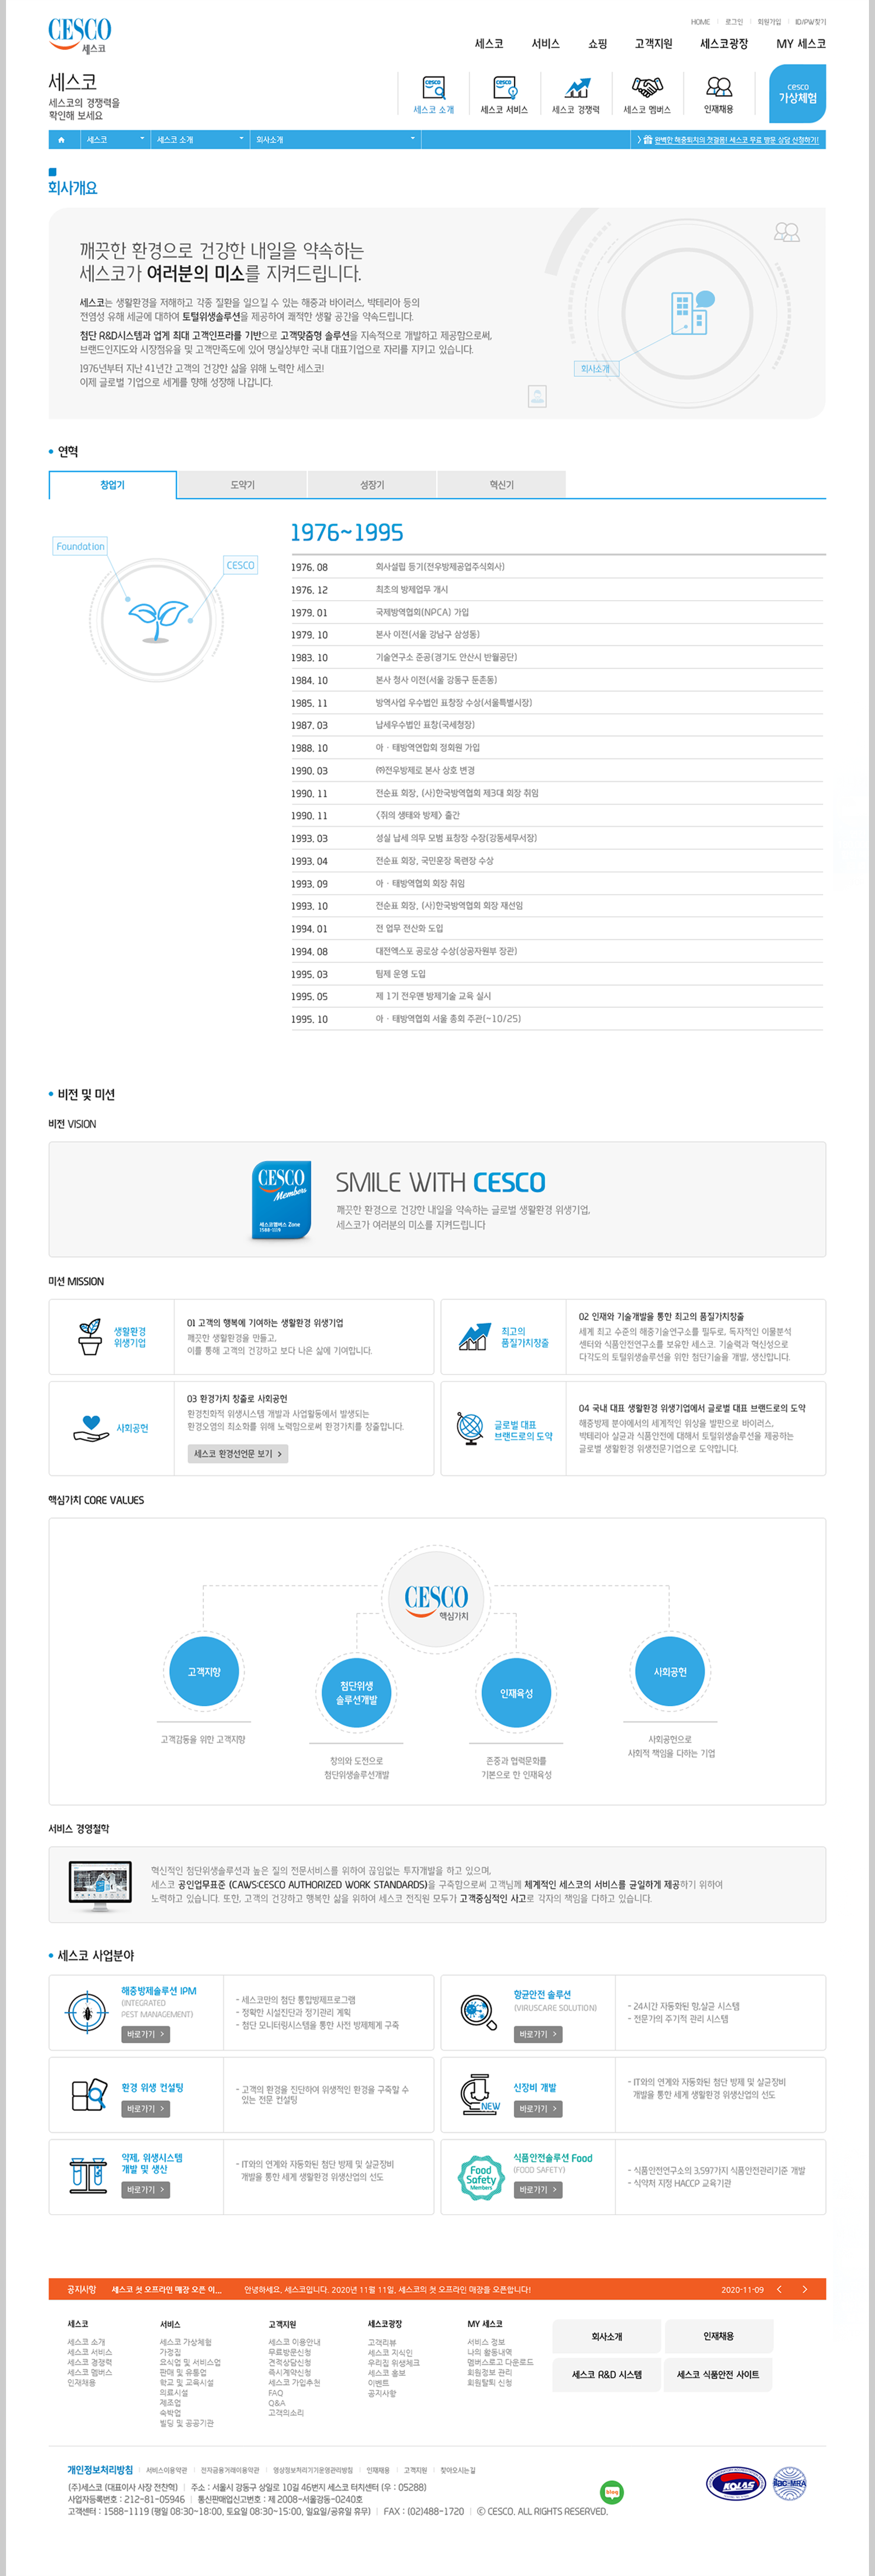 CESCO 세스코
HOME 로그인 회원가입 ID/PW찾기
세스코 서비스 쇼핑 고객지원 세스코광장 MY 세스코
세스코
세스코의 경쟁력을
확인해 보세요
세스코 소개 세스코 서비스 세스코 경쟁력 세스코 멤버스 인재채용
cesco
가상체험
세스코 세스코 소개 회사소개 완벽한 해충퇴치의 첫걸음! 세스코 무료 방문 상담 신청하기!
회사개요
깨끗한 환경으로 건강한 내일을 약속하는
세스코가 여러분의 미소를 지켜드립니다.
세스코는 생활환경을 저해하고 각종 질환을 일으킬 수 있는 해충과 바이러스, 박테리아 등의
전염성 유해 세균에 대하여 토털위생솔루션을 제공하여 쾌적한 생활 공간을 약속드립니다.
첨단 R&D시스템과 업계 최대 고객인프라를 기반으로 고객맞춤형 솔루션을 지속적으로 개발하고 제공함으로써,
브랜드인지도와 시장점유율 및 고객만족도에 있어 명실상부한 국내 대표기업으로 자리를 지키고 있습니다.
1976년부터 지난 41년간 고객의 건강한 삶을 위해 노력한 세스코!
이제 글로벌 기업으로 세계를 향해 성장해 나갑니다.
회사소개
연혁
창업기 도약기 성장기 혁신기
Foundation
CESCO
1976~1995
1976. 08 회사설립 등기(전우방제공업주식회사)
1976. 12 최초의 방제업무 개시
1979. 01 국제방역협회(NPCA) 가입
1979. 10 본사 이전(서울 강남구 삼성동)
1983. 10 기술연구소 준공(경기도 안산시 반월공단)
1984. 10 본사 청사 이전(서울 강동구 둔촌동)
1985. 11 방역사업 우수법인 표창장 수상(서울특별시장)
1987. 03 납세우수법인 표창(국세청장)
1988. 10 아·태방역연합회 정회원 가입
1990. 03 ㈜전우방제로 본사 상호 변경
1990. 11 전순표 회장, (사)한국방역협회 제3대 회장 취임
1990. 11 <쥐의 생태와 방제> 출간
1993. 03 성실 납세 의무 모범 표창장 수장(강동세무서장)
1993. 04 전순표 회장, 국민훈장 목련장 수상
1993. 09 아·태방역협회 회장 취임
1993. 10 전순표 회장, (사)한국방역협회 회장 재선임
1994. 01 전 업무 전산화 도입
1994. 08 대전엑스포 공로상 수상(상공자원부 장관)
1995. 03 팀제 운영 도입
1995. 05 제 1기 전우맨 방제기술 교육 실시
1995. 10 아·태방역협회 서울 총회 주관(~10/25)
비전 및 미션
비전 VISION
CESCO
Members
세스코멤버스 Zone
1588-1119
SMILE WITH CESCO
깨끗한 환경으로 건강한 내일을 약속하는 글로벌 생활환경 위생기업,
세스코가 여러분의 미소를 지켜드립니다
미션 MISSION
생활환경
위생기업
01 고객의 행복에 기여하는 생활환경 위생기업
깨끗한 생활환경을 만들고,
이를 통해 고객의 건강하고 보다 나은 삶에 기여합니다.
최고의
품질가치창출
02 인재와 기술개발을 통한 최고의 품질가치창출
세계 최고 수준의 해충기술연구소를 필두로, 독자적인 이물분석
센터와 식품안전연구소를 보유한 세스코. 기술력과 혁신성으로
다각도의 토털위생솔루션을 위한 첨단기술을 개발, 생산합니다.
사회공헌
03 환경가치 창출로 사회공헌
환경친화적 위생시스템 개발과 사업활동에서 발생되는
환경오염의 최소화를 위해 노력함으로써 환경가치를 창출합니다.
세스코 환경선언문 보기 >
글로벌 대표
브랜드로의 도약
04 국내 대표 생활환경 위생기업에서 글로벌 대표 브랜드로의 도약
해충방제 분야에서의 세계적인 위상을 발판으로 바이러스,
박테리아 살균과 식품안전에 대해서 토털위생솔루션을 제공하는
글로벌 생활환경 위생전문기업으로 도약합니다.
핵심가치 CORE VALUES
CESCO
핵심가치
고객지향
첨단위생
솔루션개발
인재육성
사회공헌
고객감동을 위한 고객지향
창의와 도전으로
첨단위생솔루션개발
존중과 협력문화를
기본으로 한 인재육성
사회공헌으로
사회적 책임을 다하는 기업
서비스 경영철학
혁신적인 첨단위생솔루션과 높은 질의 전문서비스를 위하여 끊임없는 투자개발을 하고 있으며,
세스코 공인업무표준 (CAWS:CESCO AUTHORIZED WORK STANDARDS)을 구축함으로써 고객님께 체계적인 세스코의 서비스를 균일하게 제공하기 위하여
노력하고 있습니다. 또한, 고객의 건강하고 행복한 삶을 위하여 세스코 전직원 모두가 고객중심적인 사고로 각자의 책임을 다하고 있습니다.
세스코 사업분야
해충방제솔루션 IPM
(INTEGRATED
PEST MANAGEMENT)
바로가기 >
- 세스코만의 첨단 통합방제프로그램
- 정확한 시설진단과 정기관리 계획
- 첨단 모니터링시스템을 통한 사전 방제체계 구축
항균안전 솔루션
(VIRUSCARE SOLUTION)
바로가기 >
- 24시간 자동화된 항,살균 시스템
- 전문가의 주기적 관리 시스템
환경 위생 컨설팅
바로가기 >
- 고객의 환경을 진단하여 위생적인 환경을 구축할 수
있는 전문 컨설팅
NEW
신장비 개발
바로가기 >
- IT와의 연계와 자동화된 첨단 방제 및 살균장비
개발을 통한 세계 생활환경 위생산업의 선도
약제, 위생시스템
개발 및 생산
바로가기 >
- IT와의 연계와 자동화된 첨단 방제 및 살균장비
개발을 통한 세계 생활환경 위생산업의 선도
Food
Safety
Members
식품안전솔루션 Food
(FOOD SAFETY)
바로가기 >
- 식품안전연구소의 3,597가지 식품안전관리기준 개발
- 식약처 지정 HACCP 교육기관
공지사항 세스코 첫 오프라인 매장 오픈 이... 안녕하세요, 세스코입니다. 2020년 11월 11일, 세스코의 첫 오프라인 매장을 오픈합니다! 2020-11-09
세스코
세스코 소개
세스코 서비스
세스코 경쟁력
세스코 멤버스
인재채용
서비스
세스코 가상체험
가정집
요식업 및 서비스업
판매 및 유통업
학교 및 교육시설
의료시설
제조업
숙박업
빌딩 및 공공기관
고객지원
세스코 이용안내
무료방문신청
견적상담신청
즉시계약신청
세스코 가입추천
FAQ
Q&A
고객의소리
세스코광장
고객리뷰
세스코 지식인
우리집 위생체크
세스코 홍보
이벤트
공지사항
MY 세스코
서비스 정보
나의 활동내역
멤버스로고 다운로드
회원정보 관리
회원탈퇴 신청
회사소개 인재채용
세스코 R&D 시스템 세스코 식품안전 사이트
개인정보처리방침 서비스이용약관 전자금융거래이용약관 영상정보처리기기운영관리방침 인재채용 고객지원 찾아오시는길
(주)세스코 (대표이사 사장 전찬혁) 주소 : 서울시 강동구 상일로 10길 46번지 세스코 터치센터 (우 : 05288)
사업자등록번호 : 212-81-05946 통신판매업신고번호 : 제 2008-서울강동-0240호
고객센터 : 1588-1119 (평일 08:30~18:00, 토요일 08:30~15:00, 일요일/공휴일 휴무) FAX : (02)488-1720 ⓒ CESCO. ALL RIGHTS RESERVED.
blog
KOLAS
ilac-MRA